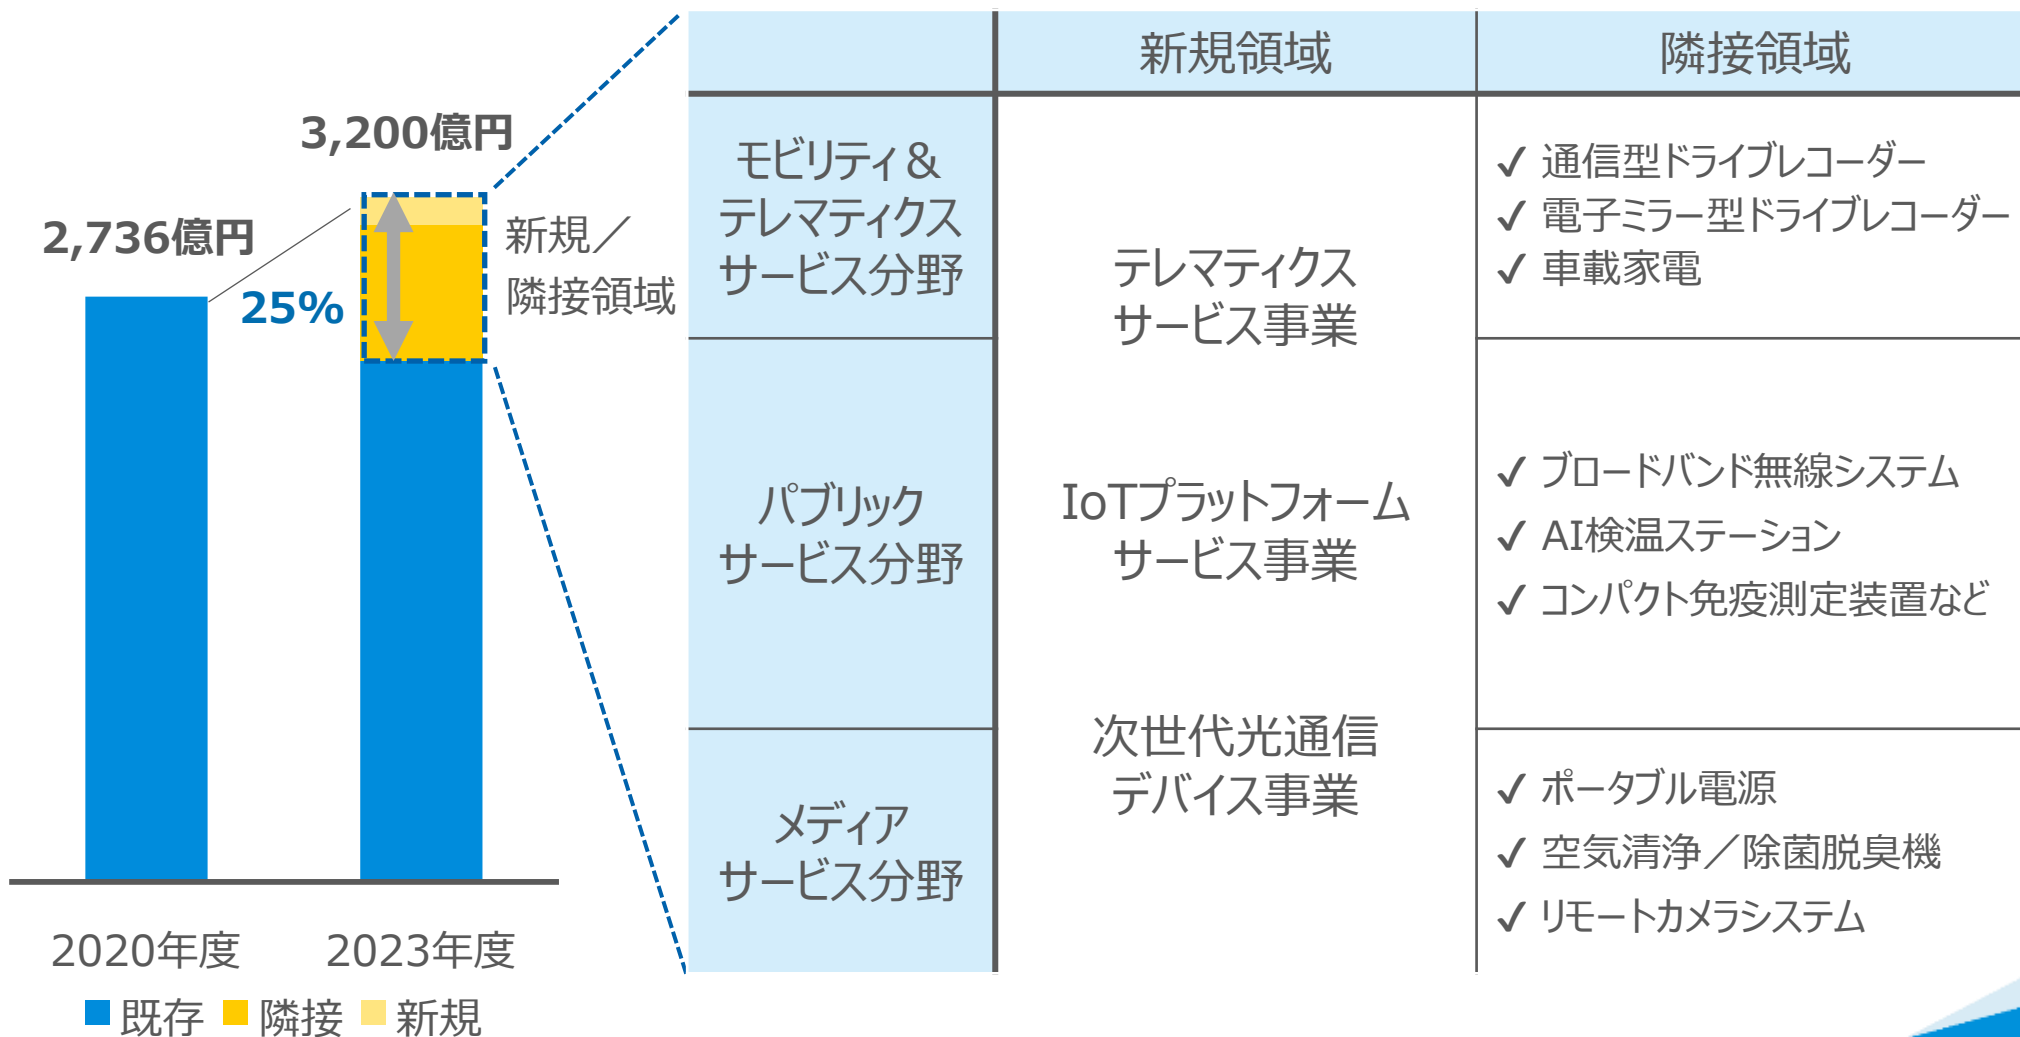 3,200億円
2,736億円
25%
新規／
隣接領域
2020年度
2023年度
既存 隣接 新規
新規領域
隣接領域
モビリティ＆
テレマティクス
サービス分野
テレマティクス
サービス事業
✓ 通信型ドライブレコーダー
✓ 電子ミラー型ドライブレコーダー
✓ 車載家電
パブリック
サービス分野
IoTプラットフォーム
サービス事業
✓ ブロードバンド無線システム
✓ AI検温ステーション
✓ コンパクト免疫測定装置など
メディア
サービス分野
次世代光通信
デバイス事業
✓ ポータブル電源
✓ 空気清浄／除菌脱臭機
✓ リモートカメラシステム